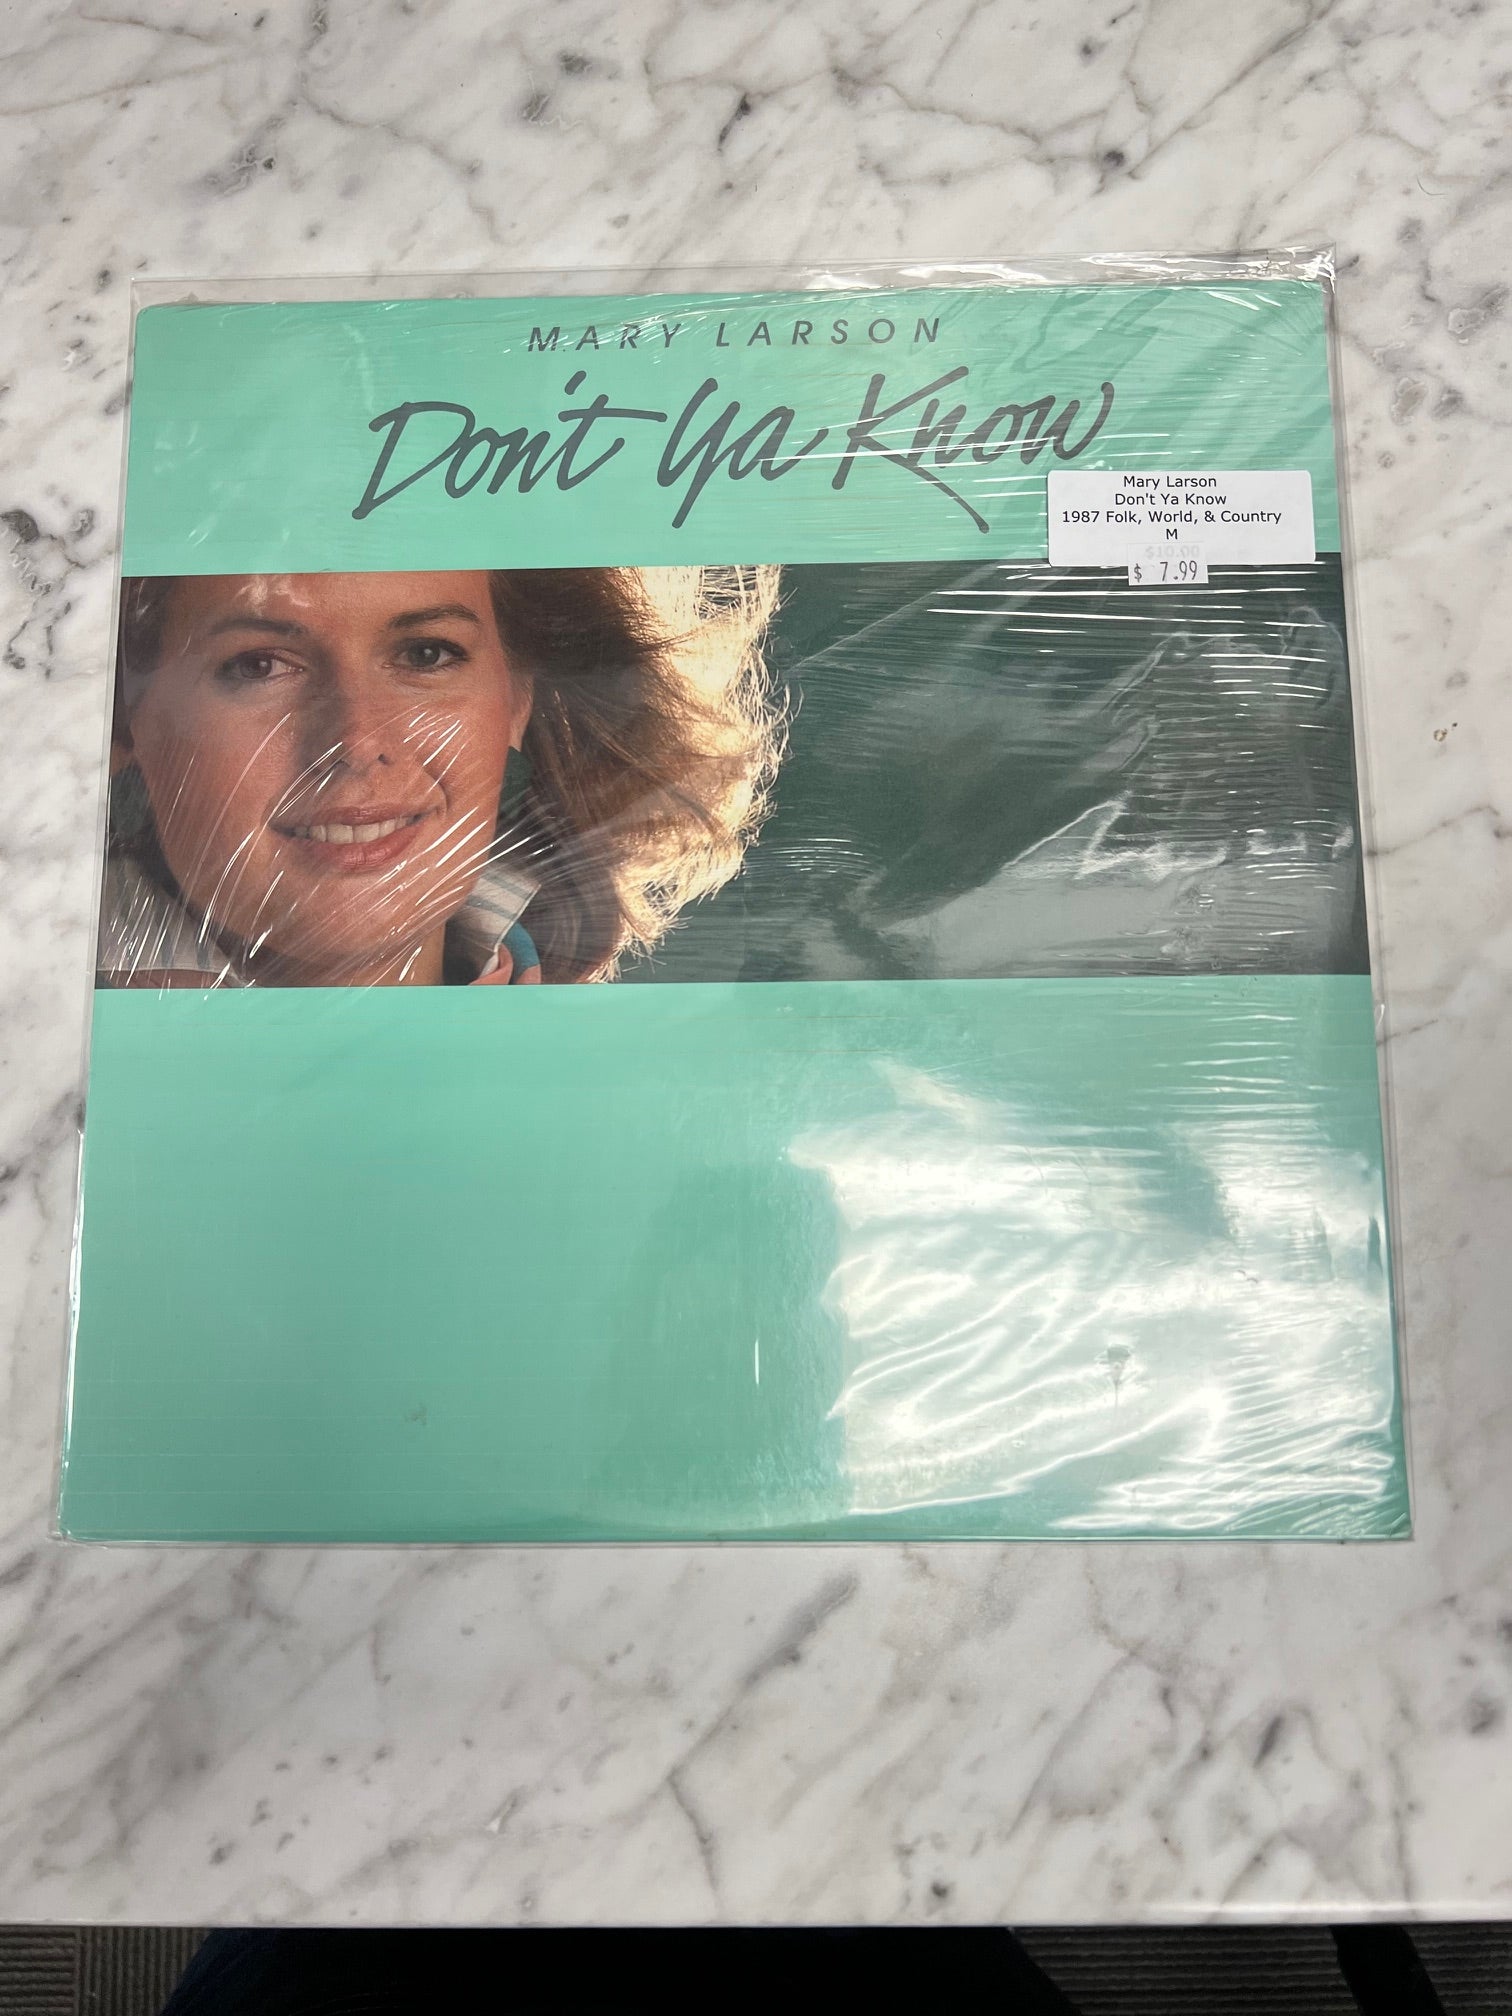 MARY LARSON
Don't Ya Know
Mary Larson
Don't Ya Know
1987 Folk, World, & Country
M
$10.00
$ 7.99